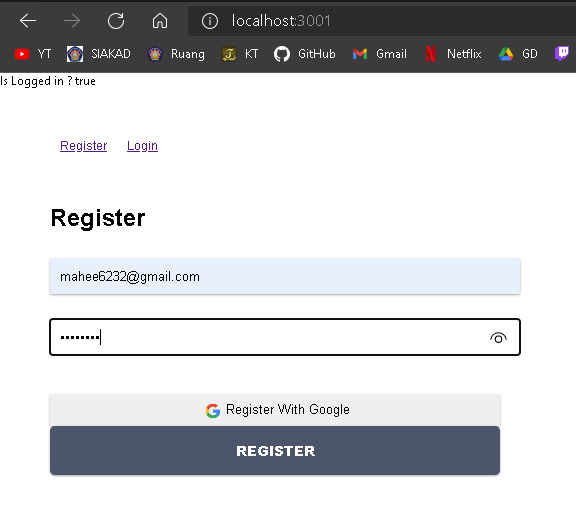 localhost:3001
YT SIAKAD Ruang KT GitHub Gmail Netflix GD
Is Logged in ? true
Register Login
Register
mahee6232@gmail.com
••••••••
Register With Google
REGISTER